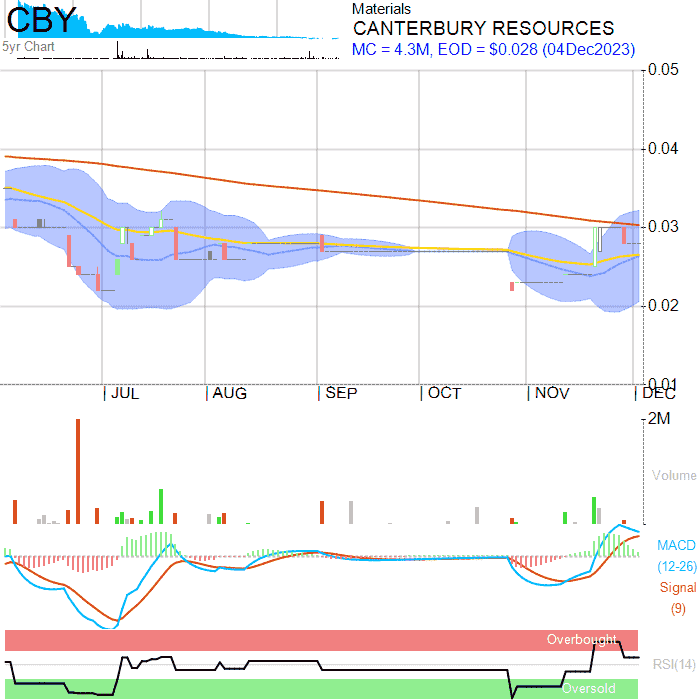 CBY
5yr Chart
Materials
CANTERBURY RESOURCES
MC = 4.3M, EOD = $0.028 (04Dec2023)
0.05
0.04
0.03
0.02
0.01
JUL AUG SEP OCT NOV DEC
2M
Volume
MACD
(12-26)
Signal
(9)
Overbought
RSI(14)
Oversold